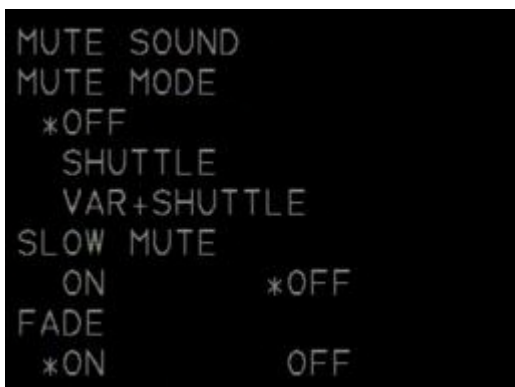 MUTE SOUND
MUTE MODE
*OFF
SHUTTLE
VAR+SHUTTLE
SLOW MUTE
ON *OFF
FADE
*ON OFF